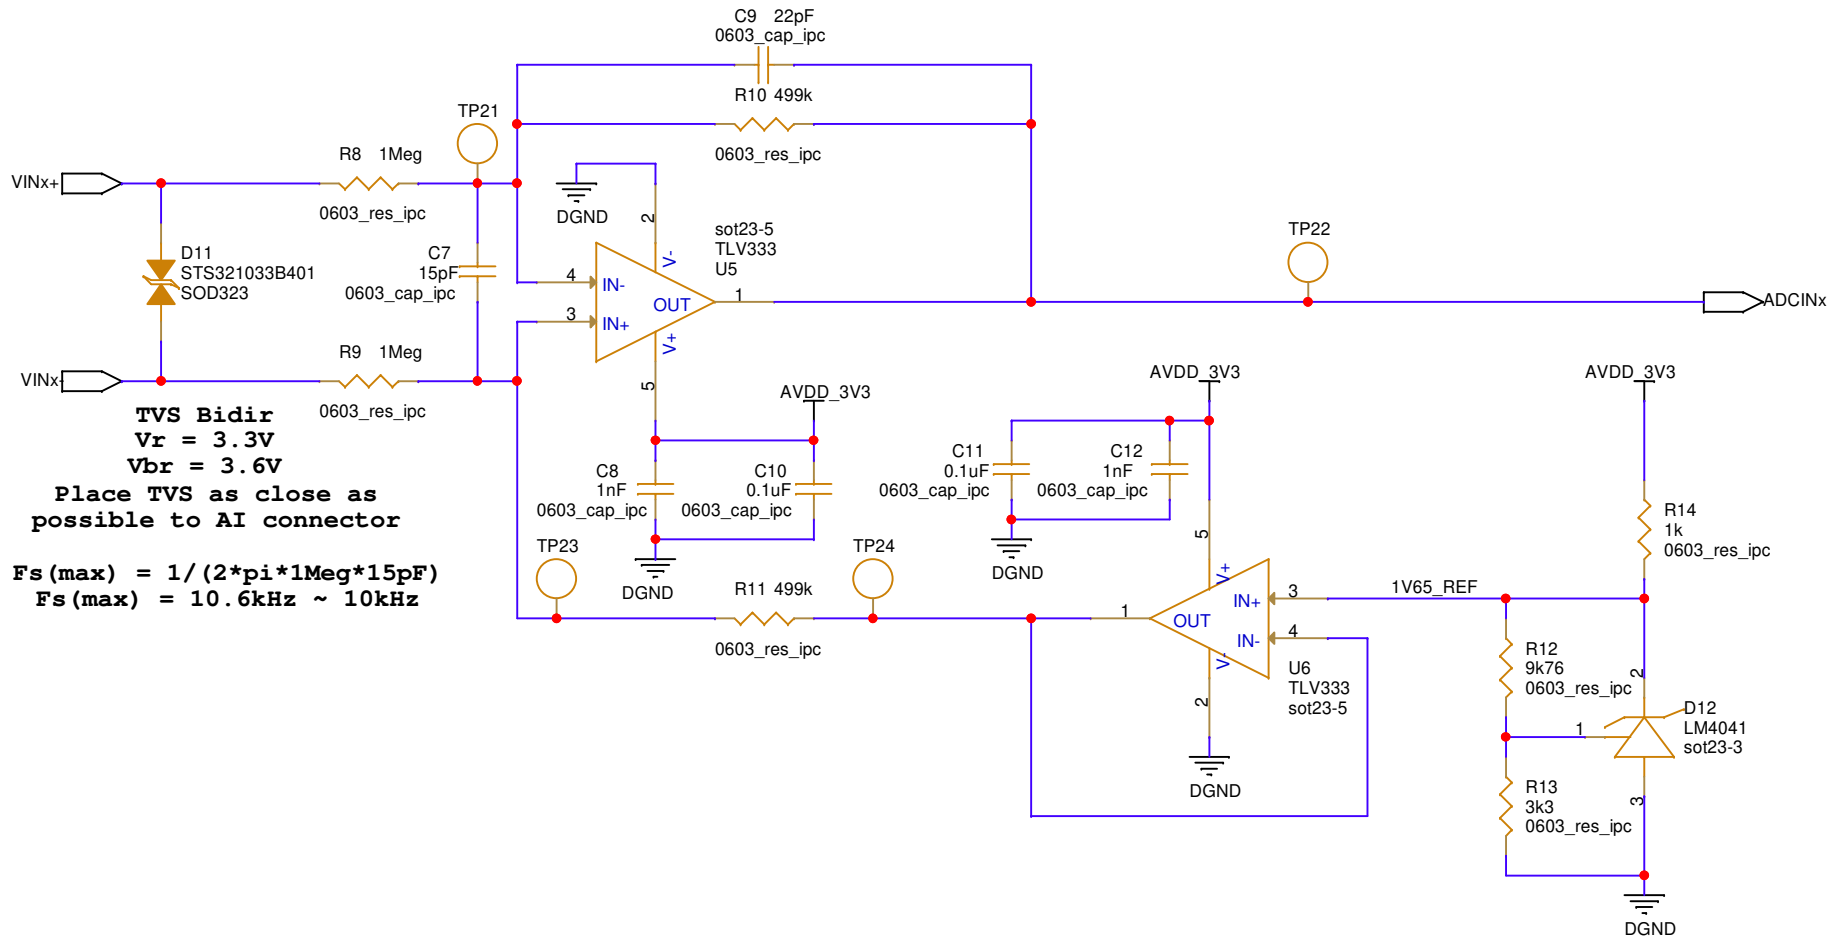 C9 22pF
0603_cap_ipc
R10 499k
0603_res_ipc
TP21
R8 1Meg
0603_res_ipc
VINx+
DGND
2
V-
sot23-5
TLV333
U5
TP22
D11
STS321033B401
SOD323
C7
15pF
0603_cap_ipc
4
IN-
OUT
1
3
IN+
V+
5
ADCINx
VINx-
R9 1Meg
0603_res_ipc
TVS Bidir
Vr = 3.3V
Vbr = 3.6V
Place TVS as close as
possible to AI connector
Fs(max) = 1/(2*pi*1Meg*15pF)
Fs(max) = 10.6kHz ~ 10kHz
AVDD_3V3
C8
1nF
0603_cap_ipc
C10
0.1uF
0603_cap_ipc
DGND
AVDD_3V3
C11
0.1uF
0603_cap_ipc
C12
1nF
0603_cap_ipc
DGND
AVDD_3V3
R14
1k
0603_res_ipc
TP23
R11 499k
0603_res_ipc
TP24
5
V+
1
OUT
IN+
3
1V65_REF
IN-
4
V-
2
U6
TLV333
sot23-5
DGND
R12
9k76
0603_res_ipc
2
1
D12
LM4041
sot23-3
R13
3k3
0603_res_ipc
3
DGND